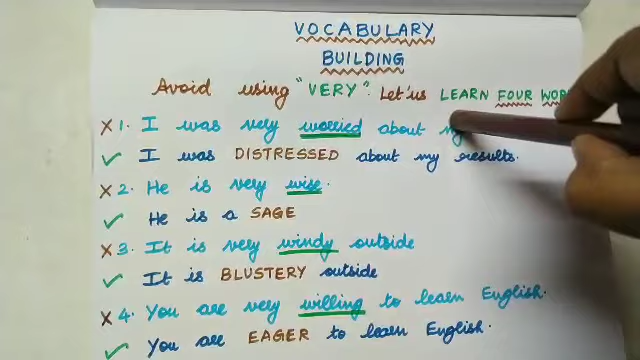 VOCABULARY
BUILDING
Avoid using "VERY". Let's LEARN FOUR
X 1. I was very worried about
✓ I was DISTRESSED about my results.
X 2. He is very wise.
✓ He is a SAGE
X 3. It is very windy outside
✓ It is BLUSTERY outside
X 4. You are very willing to learn English.
✓ You are EAGER to learn English.